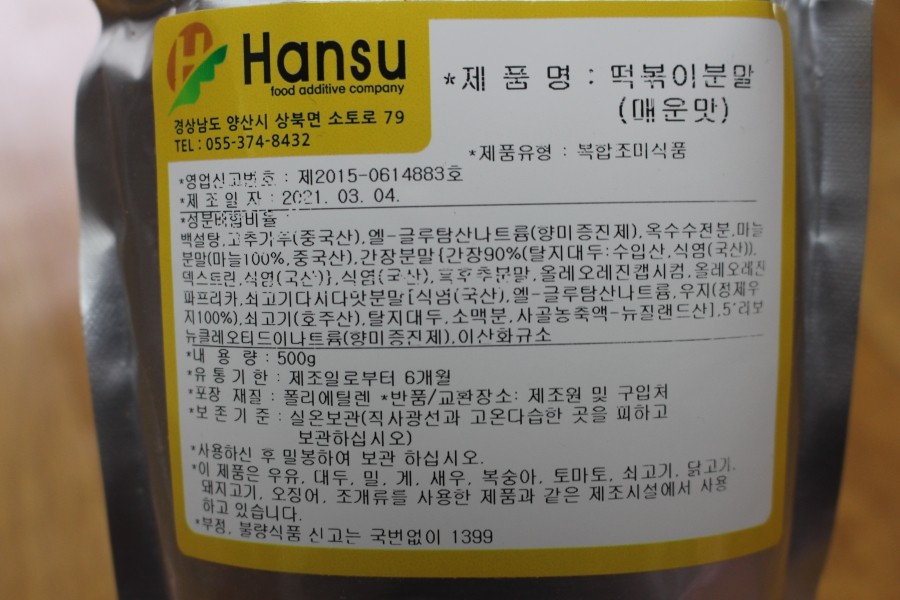 Hansu
food additive company
경상남도 양산시 상북면 소토로 79
TEL : 055-374-8432
*제 품 명 : 떡볶이분말
(매운맛)
*제품유형 : 복합조미식품
*영업신고번호 : 제2015-0614883호
*제 조 일 자 : 2021. 03. 04.
*성분배합비율
백설탕,고추가루(중국산),엘-글루탐산나트륨(향미증진제),옥수수전분,마늘
분말(마늘100%,중국산),간장분말{간장90%(탈지대두:수입산,식염(국산)),
덱스트린,식염(국산)},식염(국산),흑후추분말,올레오레진캡시컴,올레오레진
파프리카,쇠고기다시다맛분말[식염(국산),엘-글루탐산나트륨,우지(정제우
지100%),쇠고기(호주산),탈지대두,소맥분,사골농축액-뉴질랜드산],5'리보
뉴클레오티드이나트륨(향미증진제),이산화규소
*내 용 량 : 500g
*유 통 기 한 : 제조일로부터 6개월
*포장 재질 : 폴리에틸렌 *반품/교환장소: 제조원 및 구입처
*보 존 기 준 : 실온보관(직사광선과 고온다습한 곳을 피하고
보관하십시오)
*사용하신 후 밀봉하여 보관 하십시오.
*이 제품은 우유, 대두, 밀, 게, 새우, 복숭아, 토마토, 쇠고기, 닭고기,
돼지고기, 오징어, 조개류를 사용한 제품과 같은 제조시설에서 사용
하고 있습니다.
*부정, 불량식품 신고는 국번없이 1399